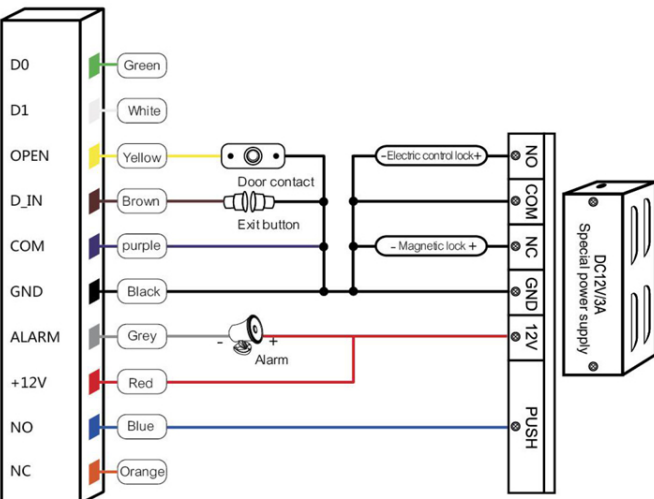 D0
Green
D1
White
OPEN
Yellow
Door contact
-Electric control lock+
NO
D_IN
Brown
Exit button
COM
COM
purple
- Magnetic lock +
NC
GND
Black
GND
ALARM
Grey
-
+
Alarm
12V
+12V
Red
NO
Blue
PUSH
NC
Orange
DC12V/3A
Special power supply